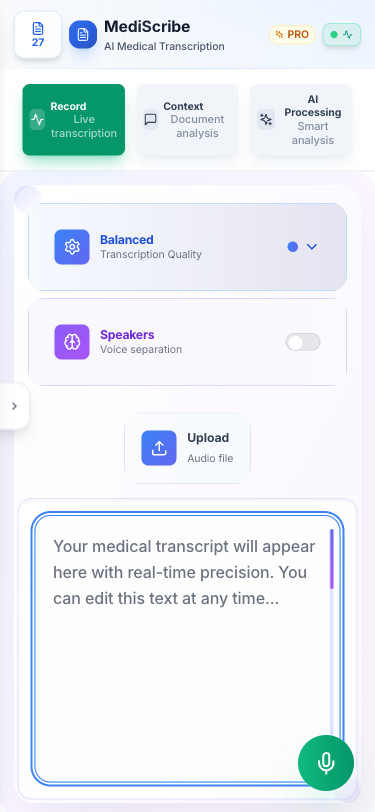 27
MediScribe
AI Medical Transcription
PRO
Record
Live
transcription
Context
Document
analysis
AI
Processing
Smart
analysis
Balanced
Transcription Quality
Speakers
Voice separation
Upload
Audio file
Your medical transcript will appear
here with real-time precision. You
can edit this text at any time...